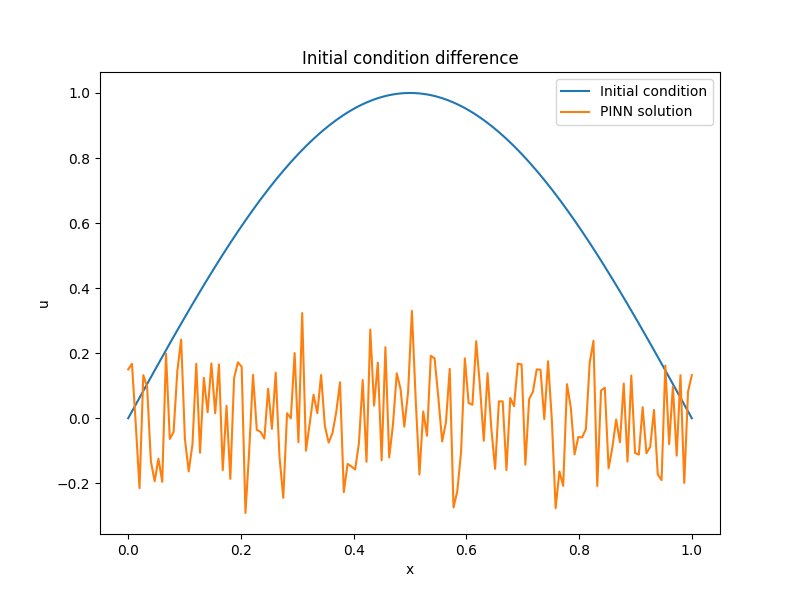 Initial condition difference
Initial condition
PINN solution
1.0
0.8
0.6
0.4
0.2
0.0
−0.2
u
0.0 0.2 0.4 0.6 0.8 1.0
x